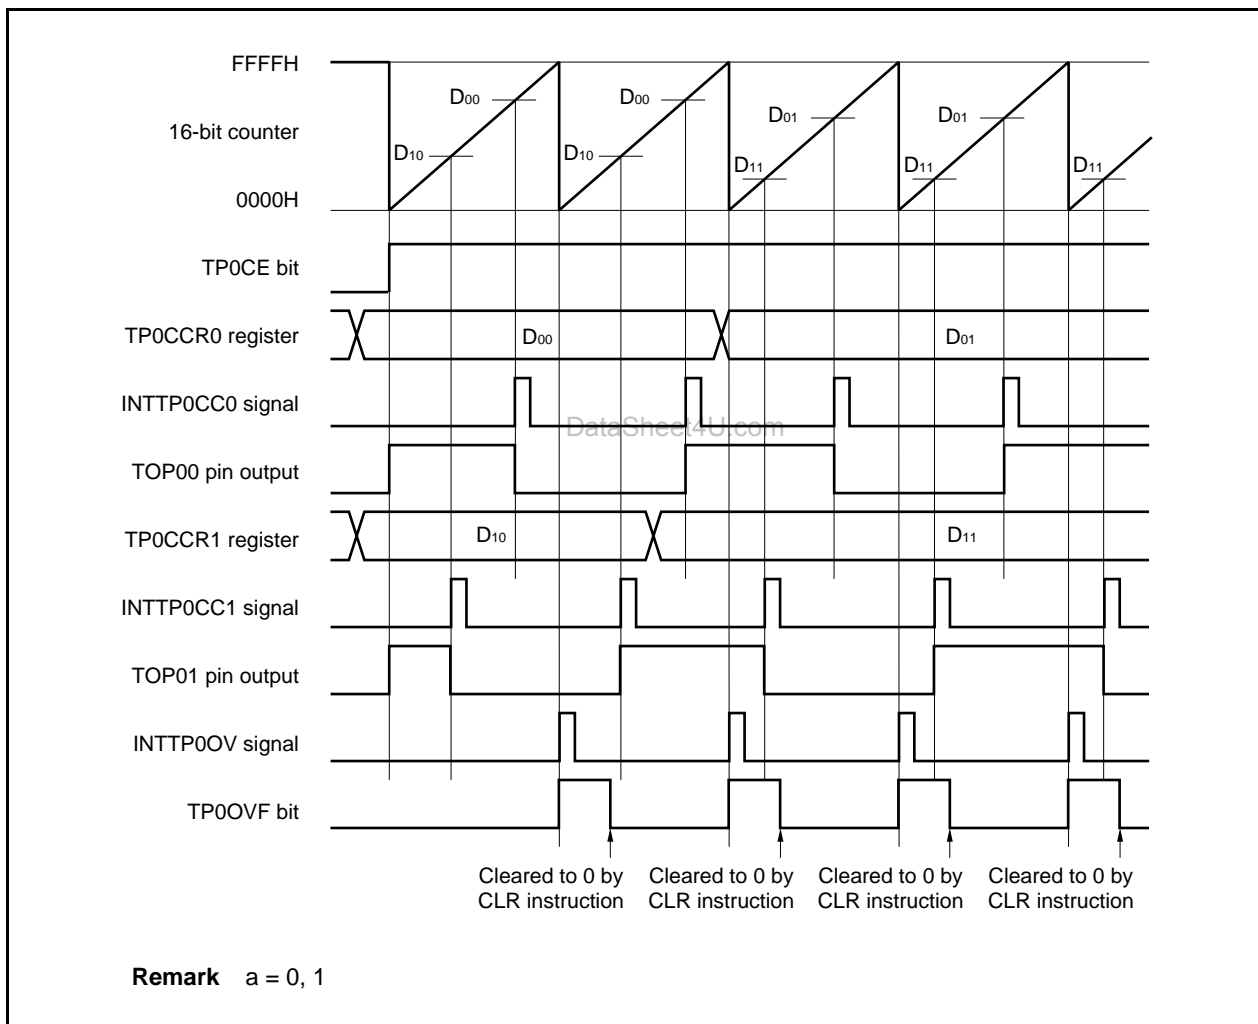 FFFFH
D00 D00
D01 D01
16-bit counter
D10 D10
D11 D11 D11
0000H
TP0CE bit
TP0CCR0 register D00 D01
INTTP0CC0 signal
DataSheet4U.com
TOP00 pin output
TP0CCR1 register D10 D11
INTTP0CC1 signal
TOP01 pin output
INTTP0OV signal
TP0OVF bit
Cleared to 0 by Cleared to 0 by Cleared to 0 by Cleared to 0 by
CLR instruction CLR instruction CLR instruction CLR instruction
Remark a = 0, 1